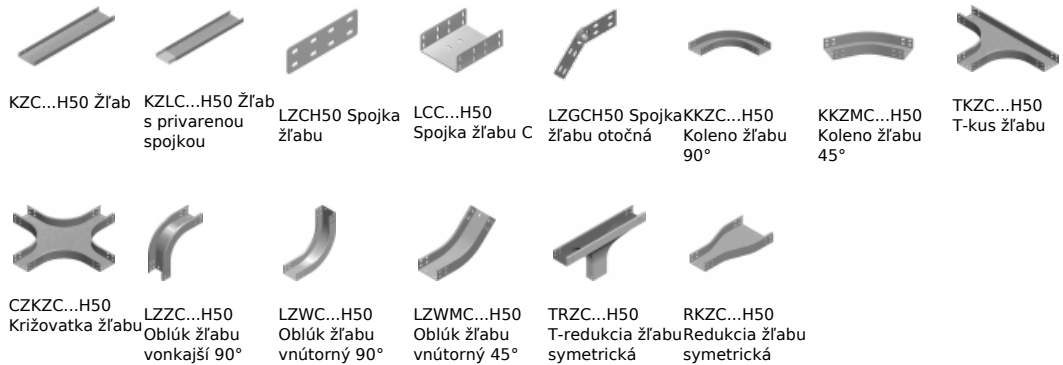 KZC...H50 Žľab
KZLC...H50 Žľab
s privarenou
spojkou
LZCH50 Spojka
žľabu
LCC...H50
Spojka žľabu C
LZGCH50 Spojka
žľabu otočná
KKZC...H50
Koleno žľabu
90°
KKZMC...H50
Koleno žľabu
45°
TKZC...H50
T-kus žľabu
CZKZC...H50
Križovatka žľabu
LZZC...H50
Oblúk žľabu
vonkajší 90°
LZWC...H50
Oblúk žľabu
vnútorný 90°
LZWMC...H50
Oblúk žľabu
vnútorný 45°
TRZC...H50
T-redukcia žľabu
symetrická
RKZC...H50
Redukcia žľabu
symetrická